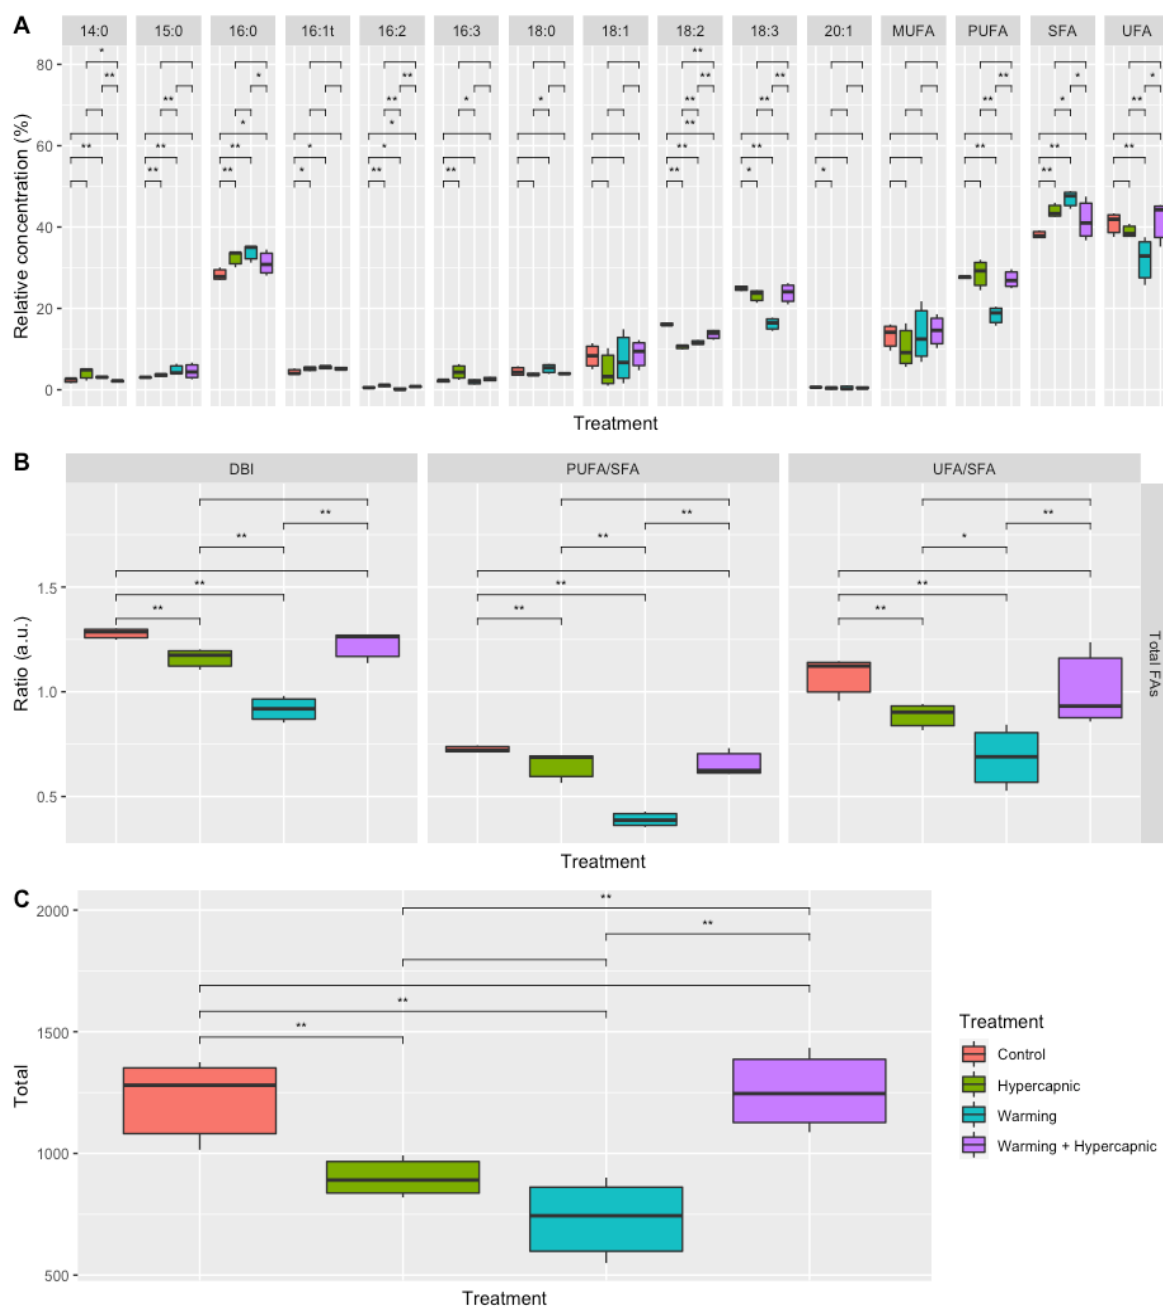 A
14:0 15:0 16:0 16:1t 16:2 16:3 18:0 18:1 18:2 18:3 20:1 MUFA PUFA SFA UFA
* **
** * ** ** *
** * ** ** ** ** *
** * ** * ** ** ** * **
* * **
** ** ** * * ** ** ** ** **
** ** * ** ** ** * * **
80
60
40
20
0
Relative concentration (%)
Treatment
B
DBI PUFA/SFA UFA/SFA
** ** **
** ** *
** ** **
** ** **
1.5
1.0
0.5
Ratio (a.u.)
Total FAs
Treatment
C
2000
1500
1000
500
**
**
**
**
Total
Treatment
Treatment
Control
Hypercapnic
Warming
Warming + Hypercapnic